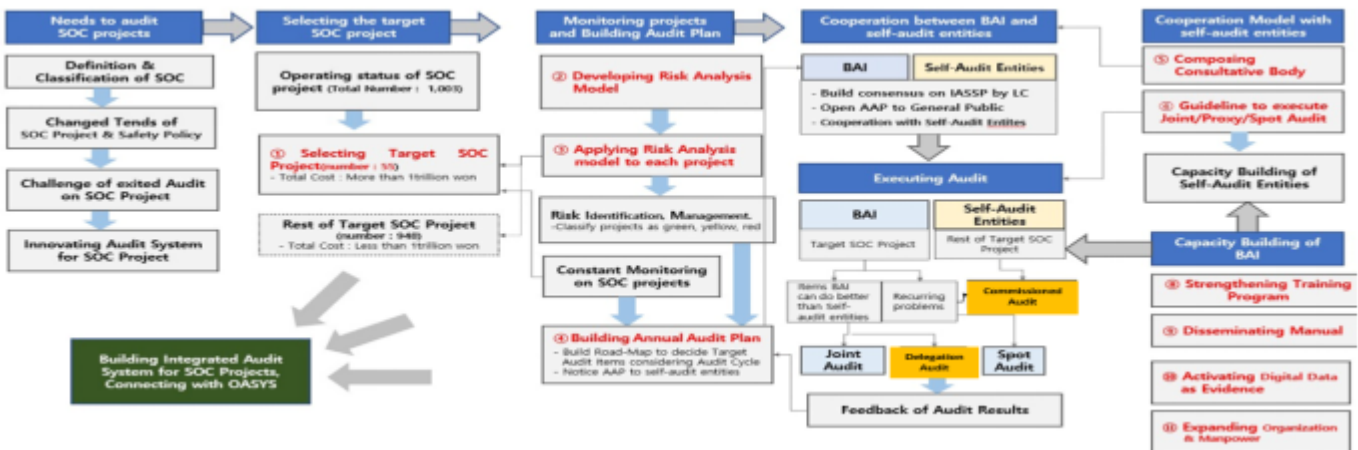 Needs to audit
SOC projects
Definition &
Classification of SOC
Changed Tends of
SOC Project & Safety Policy
Challenge of exited Audit
on SOC Project
Innovating Audit System
for SOC Project
Selecting the target
SOC project
Operating status of SOC
project (Total Number : 1,003)
① Selecting Target SOC
Project(number : 55)
- Total Cost : More than 1trillion won
Rest of Target SOC Project
(number : 948)
- Total Cost : Less than 1trillion won
Building Integrated Audit
System for SOC Projects,
Connecting with OASYS
Monitoring projects
and Building Audit Plan
② Developing Risk Analysis
Model
③ Applying Risk Analysis
model to each project
Risk Identification, Management.
-Classify projects as green, yellow, red
Constant Monitoring
on SOC projects
④ Building Annual Audit Plan
- Build Road-Map to decide Target
Audit Items considering Audit Cycle
- Notice AAP to self-audit entities
Cooperation between BAI and
self-audit entities
BAI
Self-Audit Entities
- Build consensus on IASSP by LC
- Open AAP to General Public
- Cooperation with Self-Audit Entites
Executing Audit
BAI
Self-Audit
Entities
Target SOC Project
Rest of Target SOC
Project
Items BAI
can do better
than Self-
audit entities
Recurring
problems
Commissioned
Audit
Joint
Audit
Delegation
Audit
Spot
Audit
Feedback of Audit Results
Cooperation Model with
self-audit entities
⑤ Composing
Consultative Body
⑥ Guideline to execute
Joint/Proxy/Spot Audit
Capacity Building of
Self-Audit Entities
Capacity Building of
BAI
⑧ Strengthening Training
Program
⑨ Disseminating Manual
⑩ Activating Digital Data
as Evidence
⑪ Expanding Organization
& Manpower